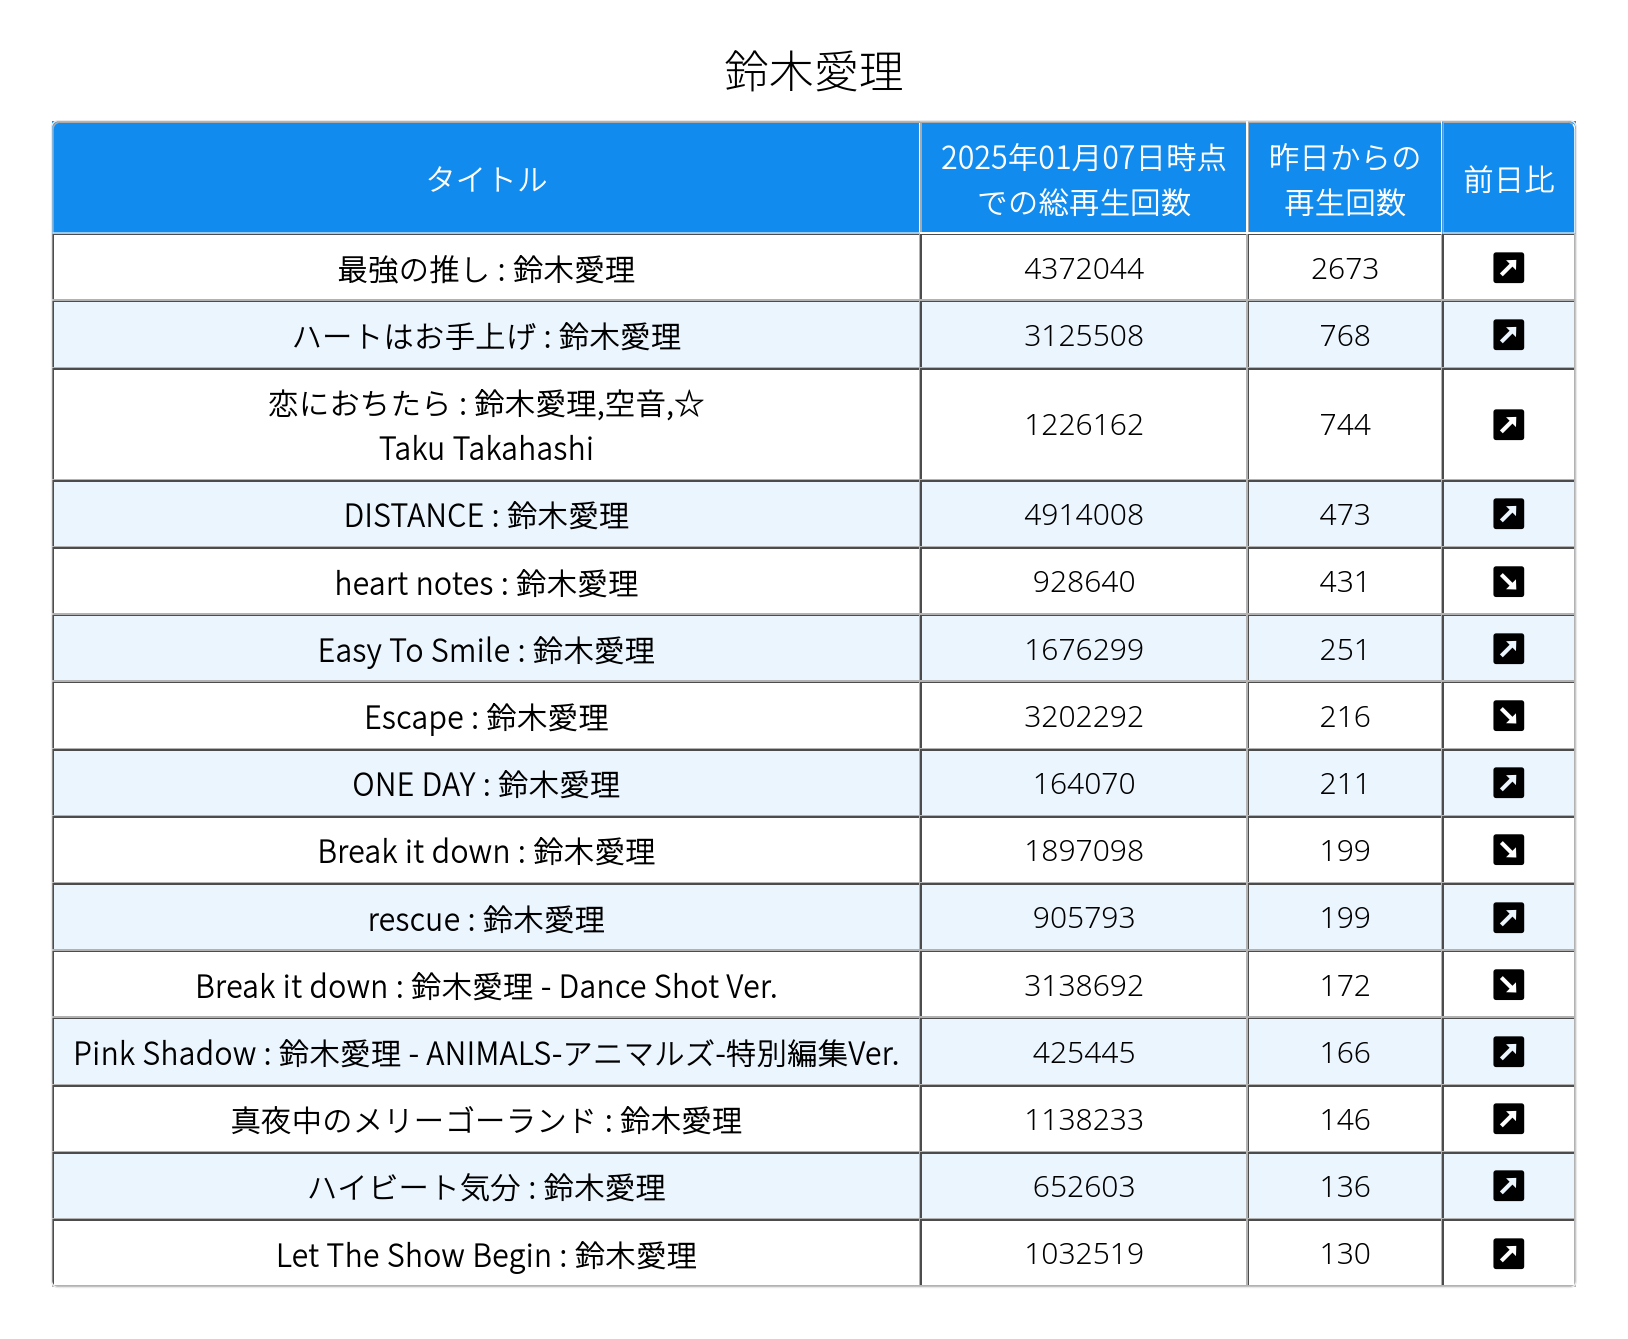 鈴木愛理
タイトル
2025年01月07日時点
での総再生回数
昨日からの
再生回数
前日比
最強の推し : 鈴木愛理 4372044 2673 ↗
ハートはお手上げ : 鈴木愛理 3125508 768 ↗
恋におちたら : 鈴木愛理,空音,☆
Taku Takahashi 1226162 744 ↗
DISTANCE : 鈴木愛理 4914008 473 ↗
heart notes : 鈴木愛理 928640 431 ↘
Easy To Smile : 鈴木愛理 1676299 251 ↗
Escape : 鈴木愛理 3202292 216 ↘
ONE DAY : 鈴木愛理 164070 211 ↗
Break it down : 鈴木愛理 1897098 199 ↘
rescue : 鈴木愛理 905793 199 ↗
Break it down : 鈴木愛理 - Dance Shot Ver. 3138692 172 ↘
Pink Shadow : 鈴木愛理 - ANIMALS-アニマルズ-特別編集Ver. 425445 166 ↗
真夜中のメリーゴーランド : 鈴木愛理 1138233 146 ↗
ハイビート気分 : 鈴木愛理 652603 136 ↗
Let The Show Begin : 鈴木愛理 1032519 130 ↗